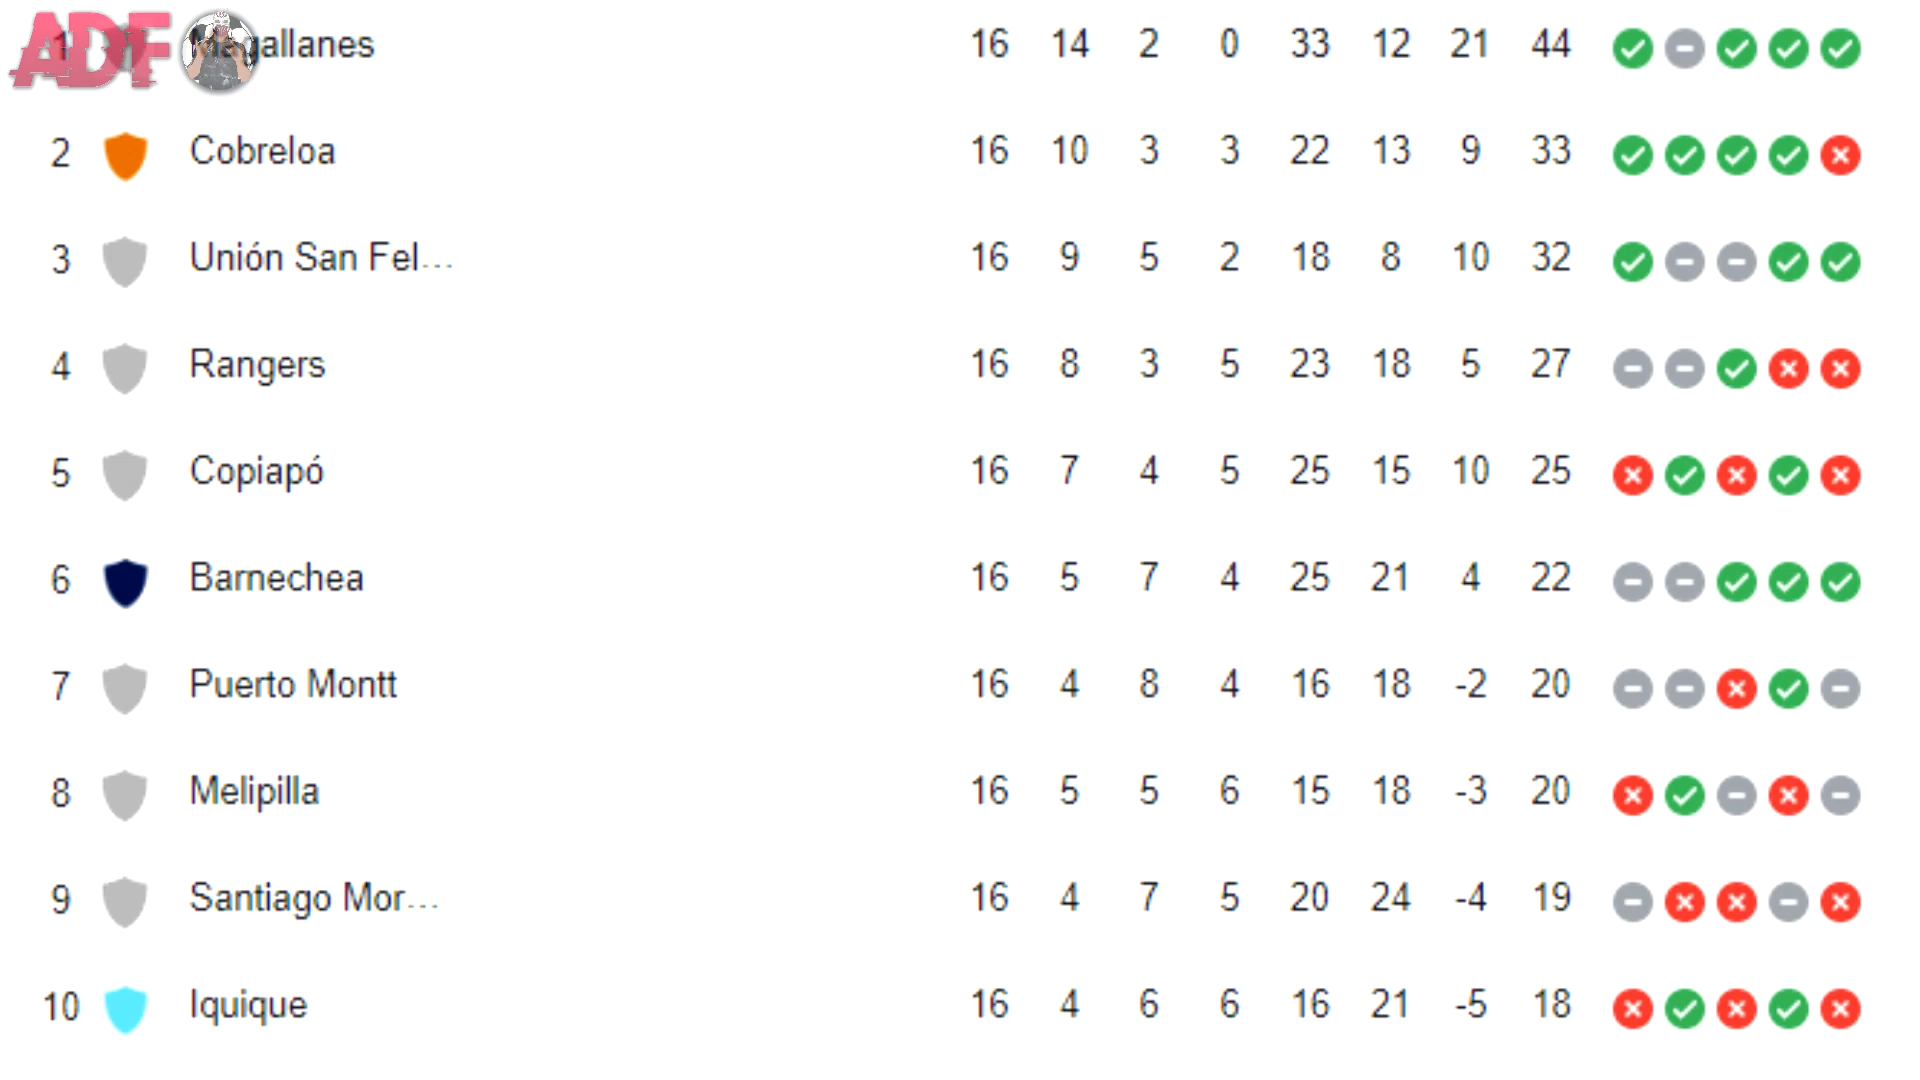 ADF
1 Magallanes 16 14 2 0 33 12 21 44
2 Cobreloa 16 10 3 3 22 13 9 33
3 Unión San Fel... 16 9 5 2 18 8 10 32
4 Rangers 16 8 3 5 23 18 5 27
5 Copiapó 16 7 4 5 25 15 10 25
6 Barnechea 16 5 7 4 25 21 4 22
7 Puerto Montt 16 4 8 4 16 18 -2 20
8 Melipilla 16 5 5 6 15 18 -3 20
9 Santiago Mor... 16 4 7 5 20 24 -4 19
10 Iquique 16 4 6 6 16 21 -5 18